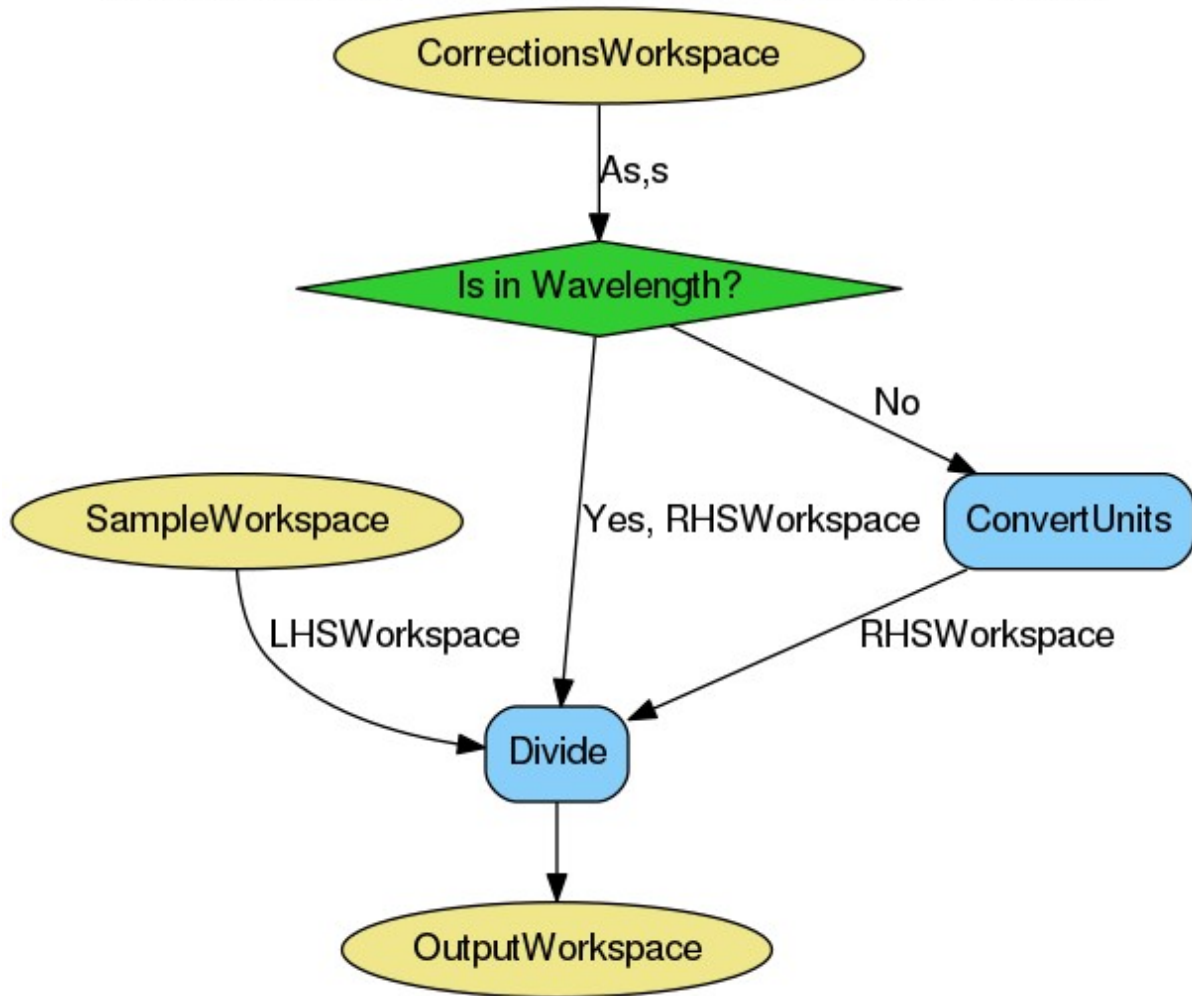 CorrectionsWorkspace
As,s
Is in Wavelength?
No
SampleWorkspace
Yes, RHSWorkspace
ConvertUnits
LHSWorkspace
RHSWorkspace
Divide
OutputWorkspace